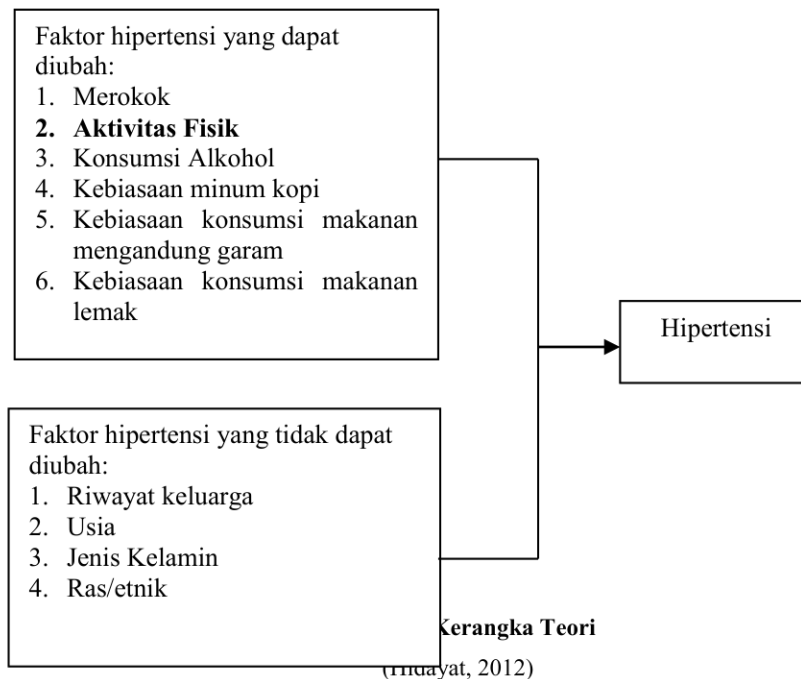 Faktor hipertensi yang dapat
diubah:
1. Merokok
2. Aktivitas Fisik
3. Konsumsi Alkohol
4. Kebiasaan minum kopi
5. Kebiasaan konsumsi makanan
mengandung garam
6. Kebiasaan konsumsi makanan
lemak
Hipertensi
Faktor hipertensi yang tidak dapat
diubah:
1. Riwayat keluarga
2. Usia
3. Jenis Kelamin
4. Ras/etnik
Kerangka Teori
(Hidayat, 2012)